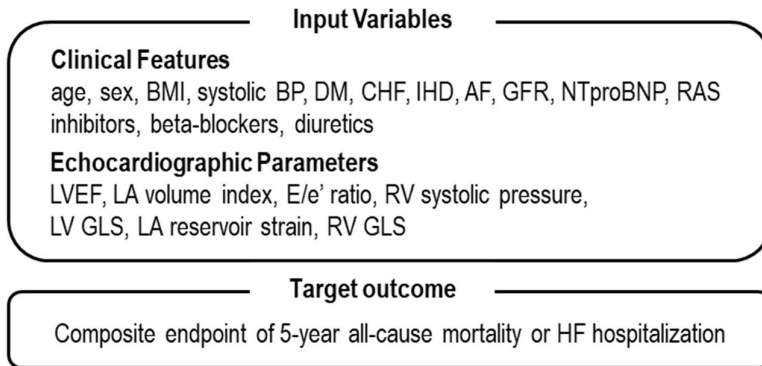 Input Variables
Clinical Features
age, sex, BMI, systolic BP, DM, CHF, IHD, AF, GFR, NTproBNP, RAS
inhibitors, beta-blockers, diuretics
Echocardiographic Parameters
LVEF, LA volume index, E/e’ ratio, RV systolic pressure,
LV GLS, LA reservoir strain, RV GLS
Target outcome
Composite endpoint of 5-year all-cause mortality or HF hospitalization